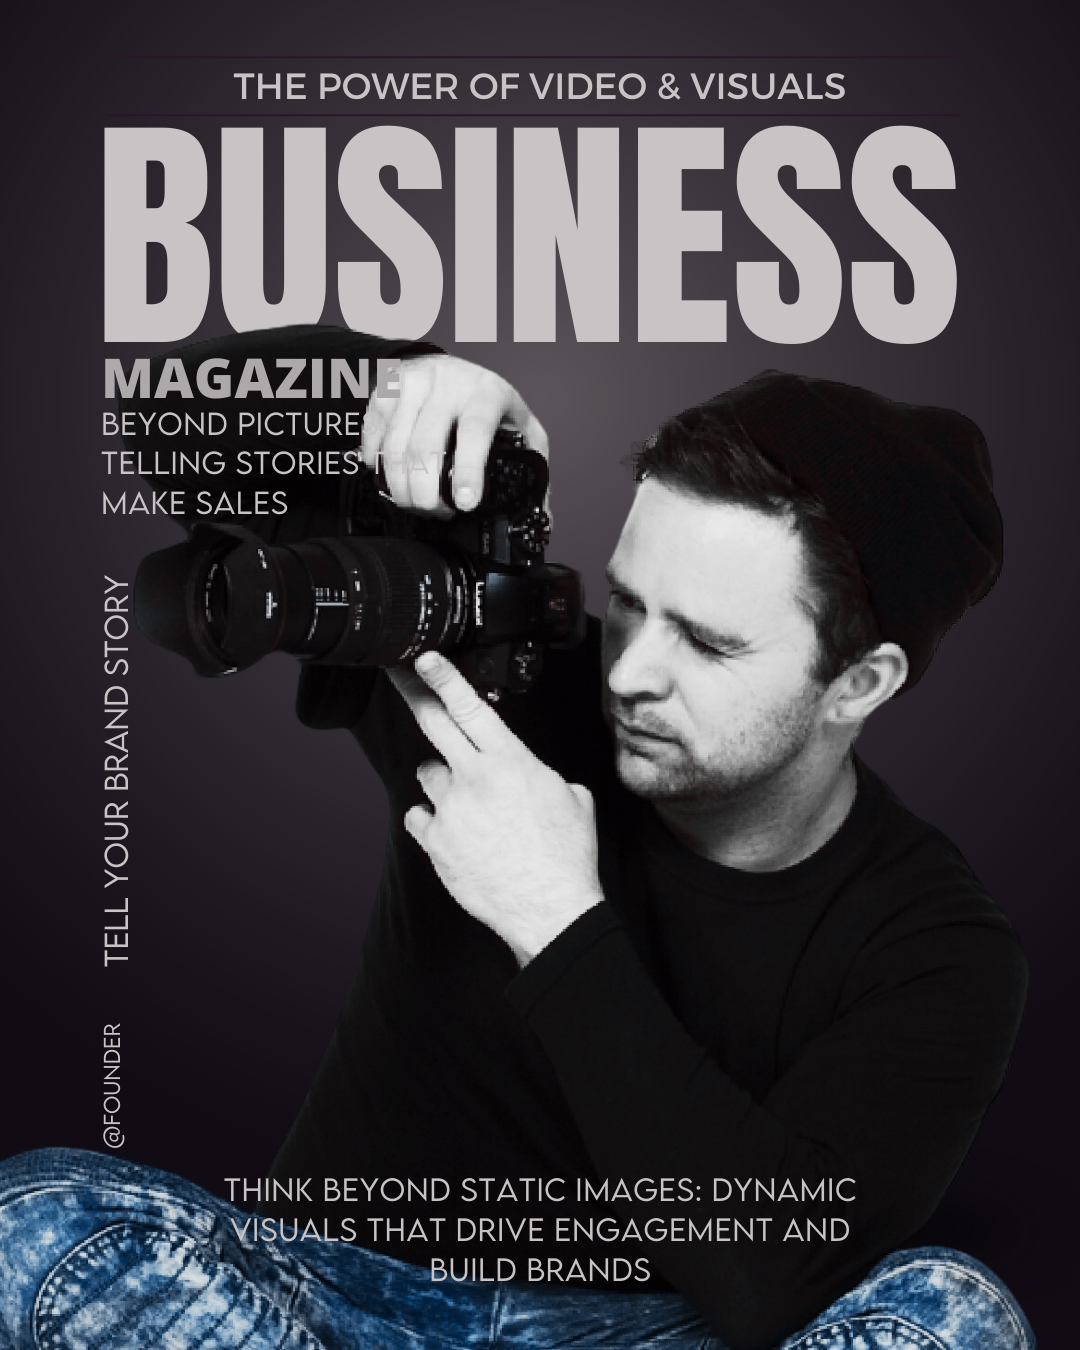 THE POWER OF VIDEO & VISUALS
BUSINESS
MAGAZINE
BEYOND PICTURES
TELLING STORIES THAT
MAKE SALES
TELL YOUR BRAND STORY
@FOUNDER
THINK BEYOND STATIC IMAGES: DYNAMIC
VISUALS THAT DRIVE ENGAGEMENT AND
BUILD BRANDS